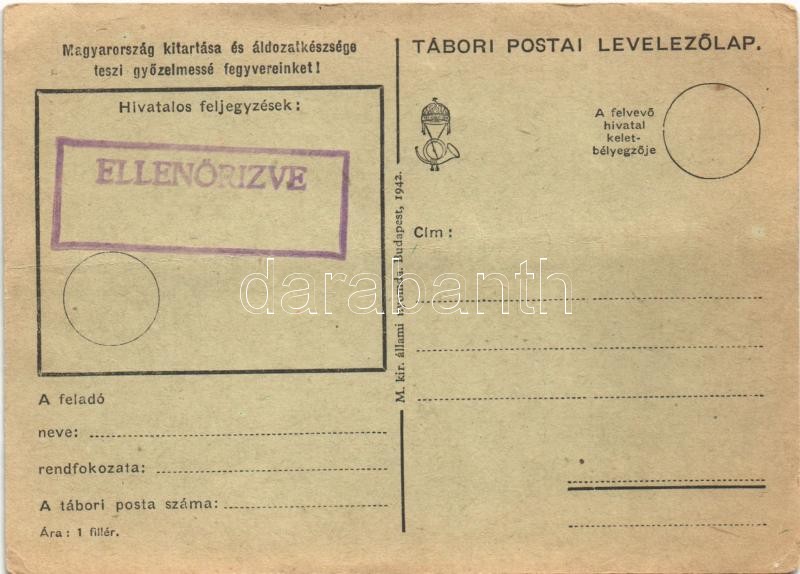 Magyarország kitartása és áldozatkészsége
teszi győzelmessé fegyvereinket!
Hivatalos feljegyzések:
ELLENŐRIZVE
A feladó
neve:
rendfokozata:
A tábori posta száma:
Ára: 1 fillér.
M. kir. állami nyomda. Budapest, 1942.
TÁBORI POSTAI LEVELEZŐLAP.
A felvevő
hivatal
kelet-
bélyegzője
Cím:
darabanth